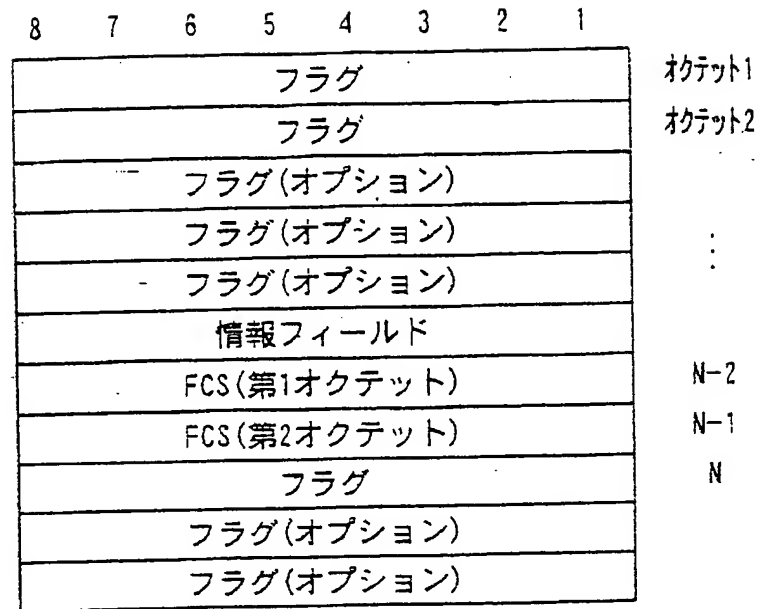 8 7 6 5 4 3 2 1
フラグ オクテット1
フラグ オクテット2
フラグ(オプション)
フラグ(オプション) ⋮
フラグ(オプション)
情報フィールド
FCS(第1オクテット) N-2
FCS(第2オクテット) N-1
フラグ N
フラグ(オプション)
フラグ(オプション)